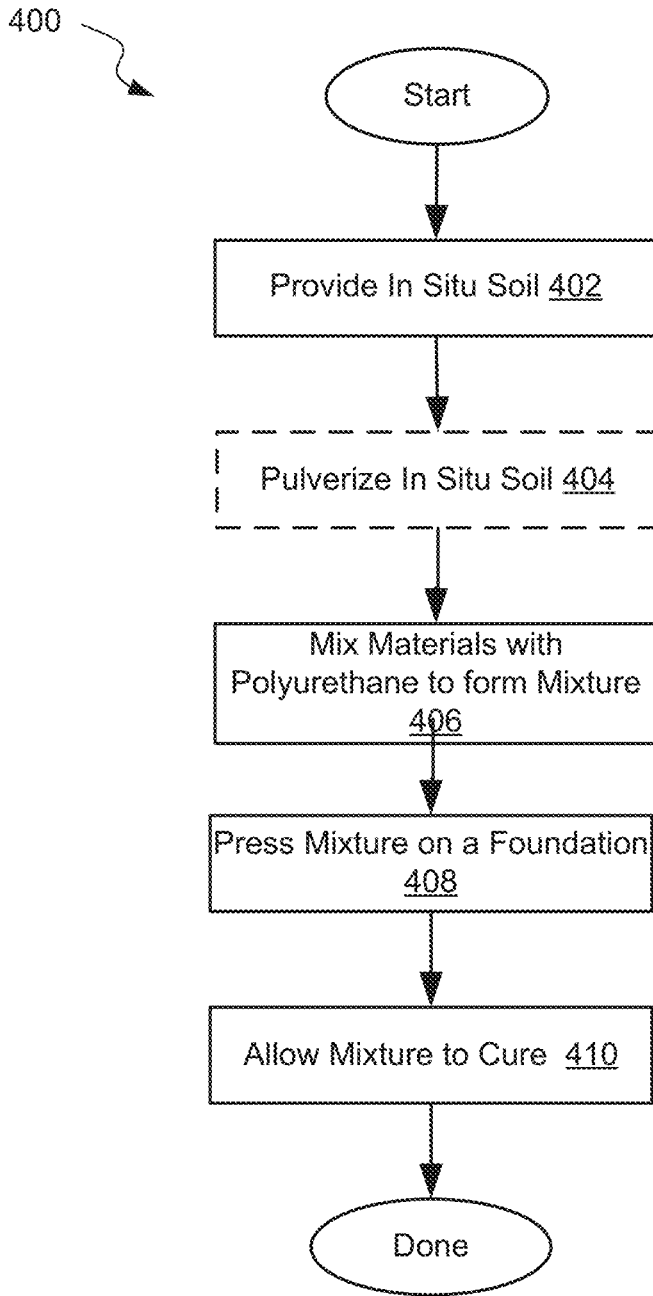 400
Start
Provide In Situ Soil 402
Pulverize In Situ Soil 404
Mix Materials with
Polyurethane to form Mixture
406
Press Mixture on a Foundation
408
Allow Mixture to Cure 410
Done